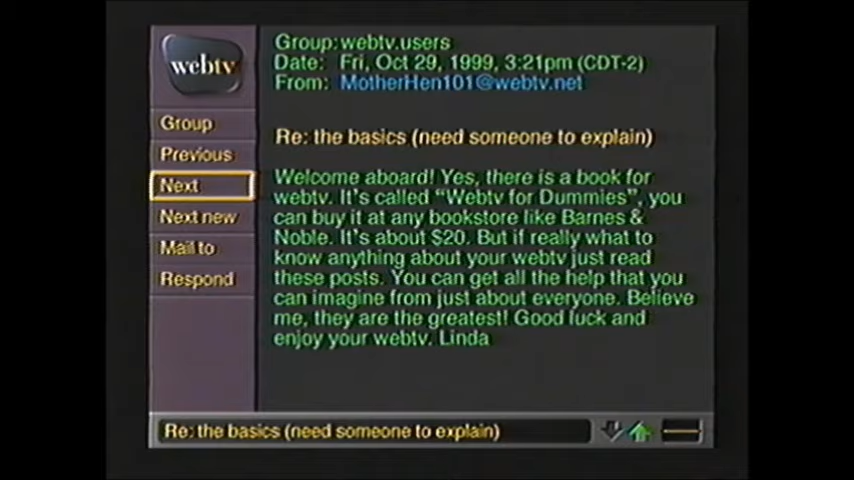 webtv
Group
Previous
Next
Next new
Mail to
Respond
Group: webtv.users
Date: Fri, Oct 29, 1999, 3:21pm (CDT-2)
From: MotherHen101@webtv.net
Re: the basics (need someone to explain)
Welcome aboard! Yes, there is a book for
webtv. It's called "Webtv for Dummies", you
can buy it at any bookstore like Barnes &
Noble. It's about $20. But if really what to
know anything about your webtv just read
these posts. You can get all the help that you
can imagine from just about everyone. Believe
me, they are the greatest! Good luck and
enjoy your webtv. Linda
Re: the basics (need someone to explain)